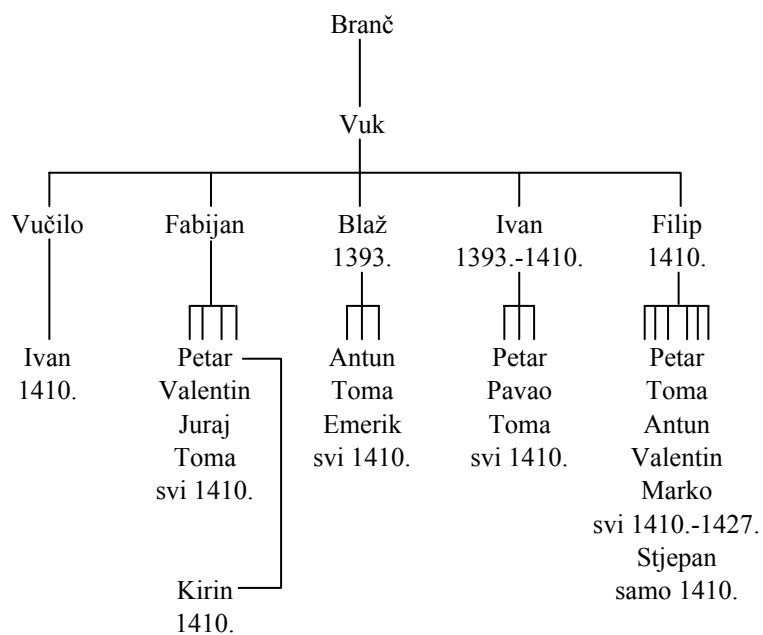 Branč
Vuk
Vučilo
Fabijan
Blaž
1393.
Ivan
1393.-1410.
Filip
1410.
Ivan
1410.
Petar
Valentin
Juraj
Toma
svi 1410.
Kirin
1410.
Antun
Toma
Emerik
svi 1410.
Petar
Pavao
Toma
svi 1410.
Petar
Toma
Antun
Valentin
Marko
svi 1410.-1427.
Stjepan
samo 1410.